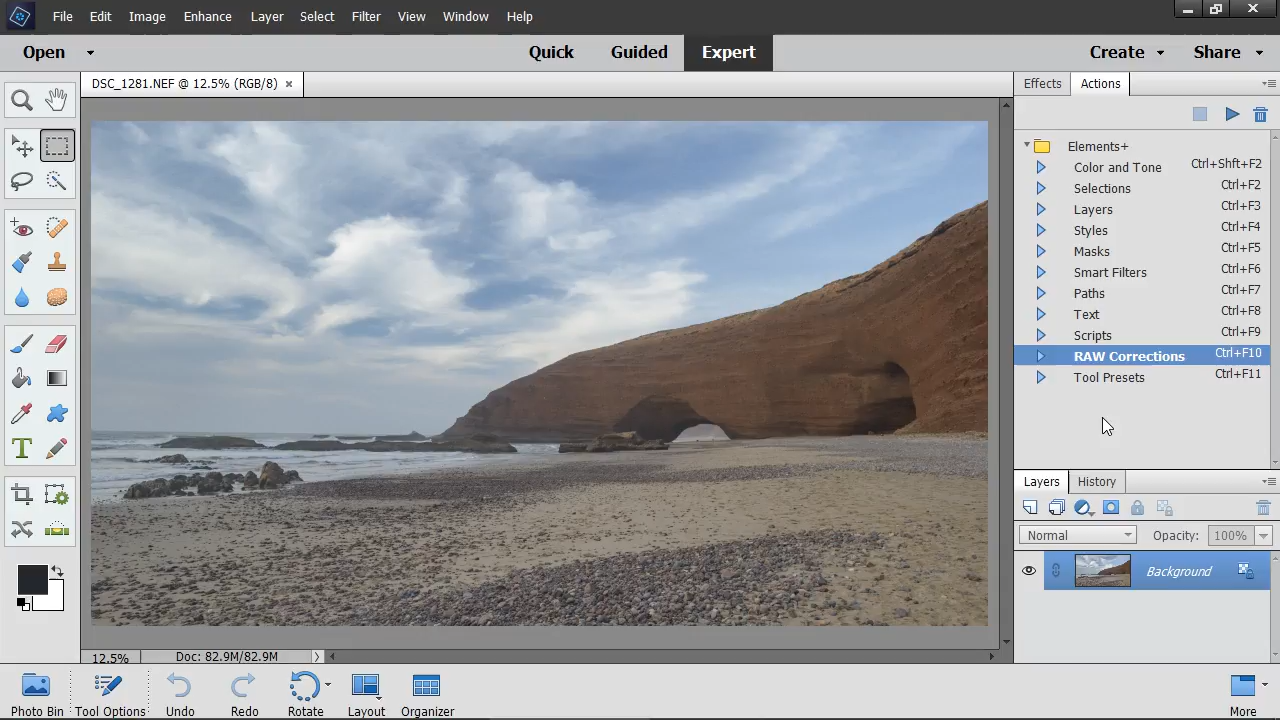 File Edit Image Enhance Layer Select Filter View Window Help
Open Quick Guided Expert Create Share
DSC_1281.NEF @ 12.5% (RGB/8) ×
Effects Actions
Elements+
Color and Tone Ctrl+Shft+F2
Selections Ctrl+F2
Layers Ctrl+F3
Styles Ctrl+F4
Masks Ctrl+F5
Smart Filters Ctrl+F6
Paths Ctrl+F7
Text Ctrl+F8
Scripts Ctrl+F9
RAW Corrections Ctrl+F10
Tool Presets Ctrl+F11
Layers History
Normal Opacity: 100%
Background
12.5% Doc: 82.9M/82.9M
Photo Bin Tool Options Undo Redo Rotate Layout Organizer More